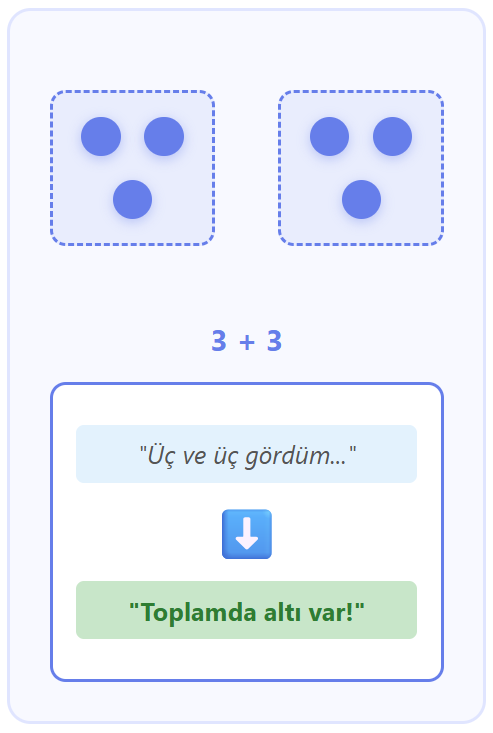 3 + 3
"Üç ve üç gördüm..."
"Toplamda altı var!"